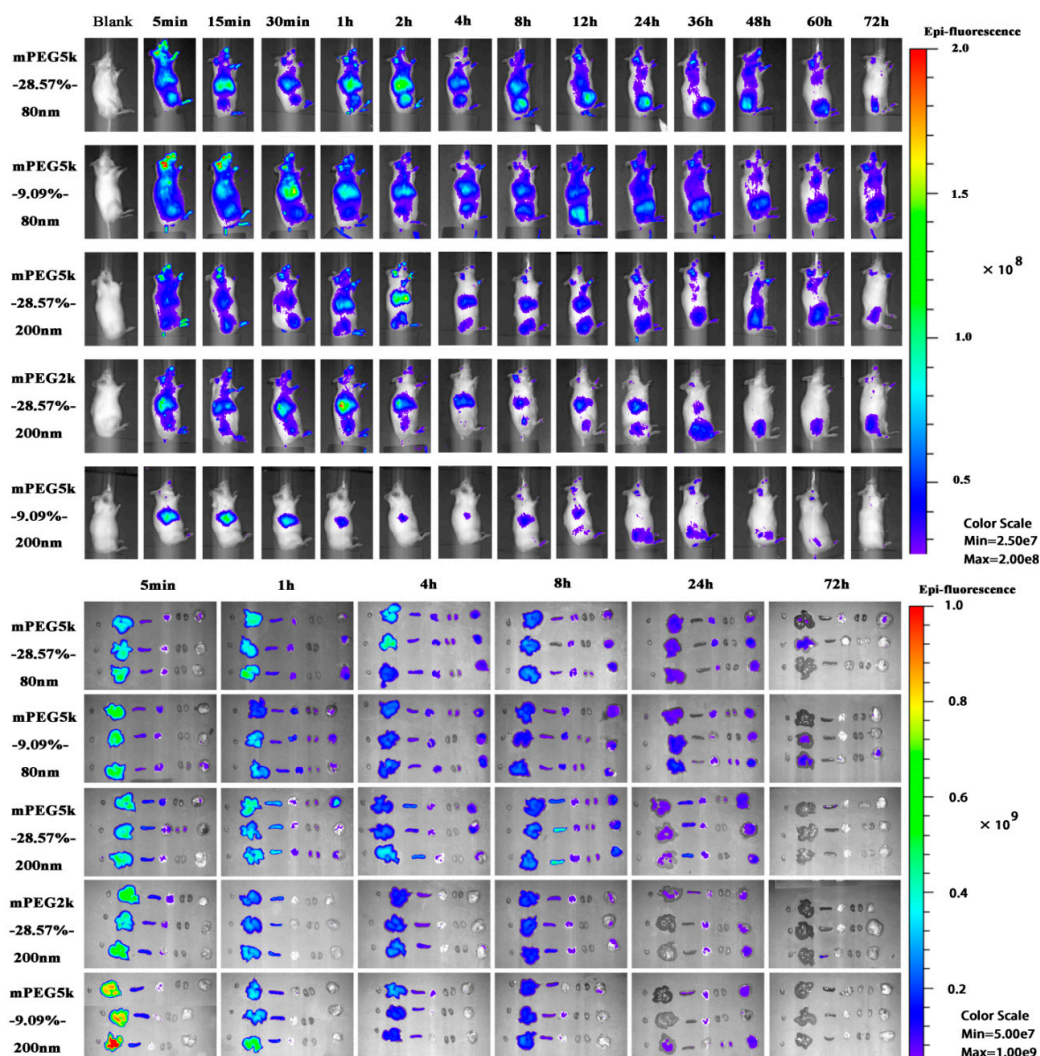 Blank 5min 15min 30min 1h 2h 4h 8h 12h 24h 36h 48h 60h 72h
Epi-fluorescence
mPEG5k
-28.57%-
80nm
mPEG5k
-9.09%-
80nm
mPEG5k
-28.57%-
200nm
mPEG2k
-28.57%-
200nm
mPEG5k
-9.09%-
200nm
2.0
1.5
× 10⁸
1.0
0.5
Color Scale
Min=2.50e7
Max=2.00e8
5min 1h 4h 8h 24h 72h
Epi-fluorescence
mPEG5k
-28.57%-
80nm
mPEG5k
-9.09%-
80nm
mPEG5k
-28.57%-
200nm
mPEG2k
-28.57%-
200nm
mPEG5k
-9.09%-
200nm
1.0
0.8
0.6
× 10⁹
0.4
0.2
Color Scale
Min=5.00e7
Max=1.00e9